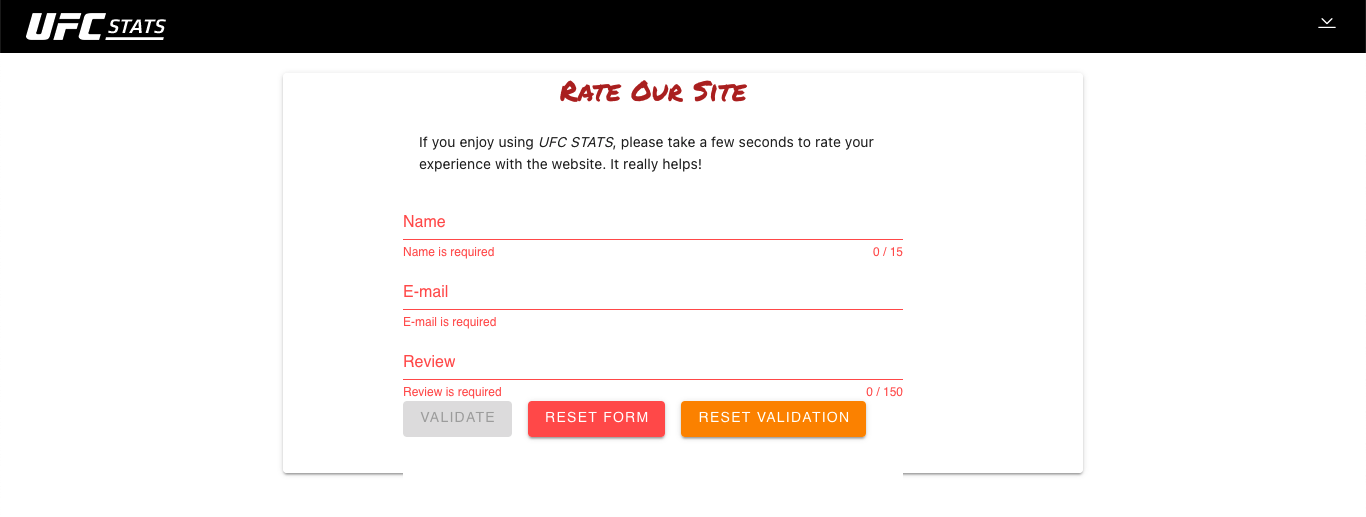 UFC STATS
Rate Our Site
If you enjoy using UFC STATS, please take a few seconds to rate your
experience with the website. It really helps!
Name
Name is required 0 / 15
E-mail
E-mail is required
Review
Review is required 0 / 150
VALIDATE RESET FORM RESET VALIDATION